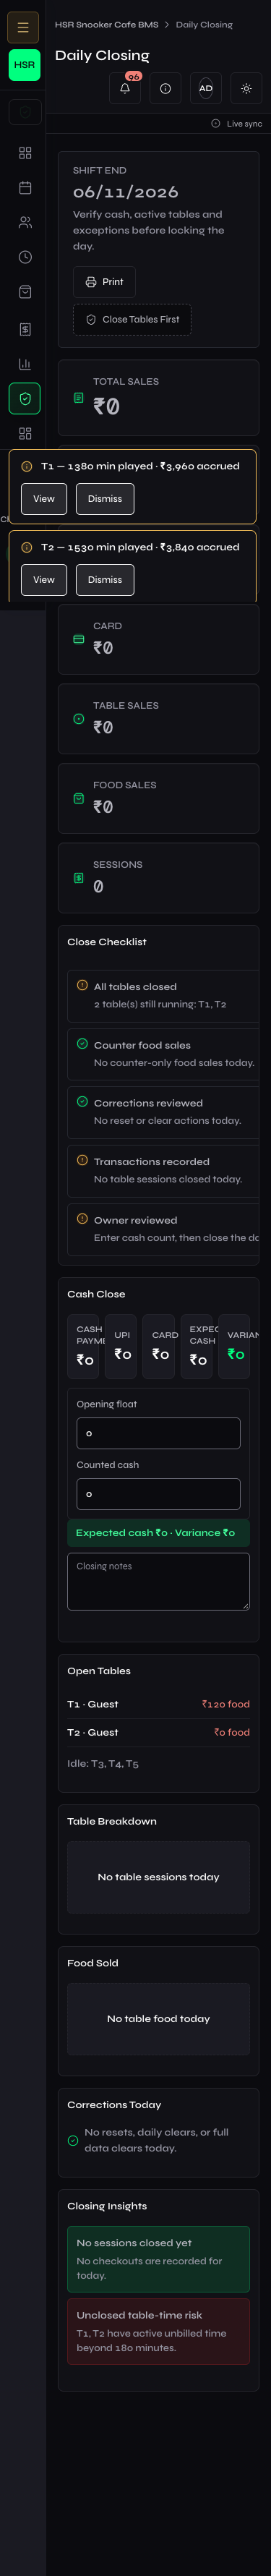 HSR Snooker Cafe BMS > Daily Closing
HSR
Daily Closing
96
AD
Live sync
SHIFT END
06/11/2026
Verify cash, active tables and
exceptions before locking the
day.
Print
Close Tables First
TOTAL SALES
₹0
T1 — 1380 min played · ₹3,960 accrued
View
Dismiss
T2 — 1530 min played · ₹3,840 accrued
View
Dismiss
CARD
₹0
TABLE SALES
₹0
FOOD SALES
₹0
SESSIONS
0
Close Checklist
All tables closed
2 table(s) still running: T1, T2
Counter food sales
No counter-only food sales today.
Corrections reviewed
No reset or clear actions today.
Transactions recorded
No table sessions closed today.
Owner reviewed
Enter cash count, then close the da
Cash Close
CASH
PAYME
₹0
UPI
₹0
CARD
₹0
EXPEC
CASH
₹0
VARIAN
₹0
Opening float
0
Counted cash
0
Expected cash ₹0 · Variance ₹0
Closing notes
Open Tables
T1 · Guest ₹120 food
T2 · Guest ₹0 food
Idle: T3, T4, T5
Table Breakdown
No table sessions today
Food Sold
No table food today
Corrections Today
No resets, daily clears, or full
data clears today.
Closing Insights
No sessions closed yet
No checkouts are recorded for
today.
Unclosed table-time risk
T1, T2 have active unbilled time
beyond 180 minutes.